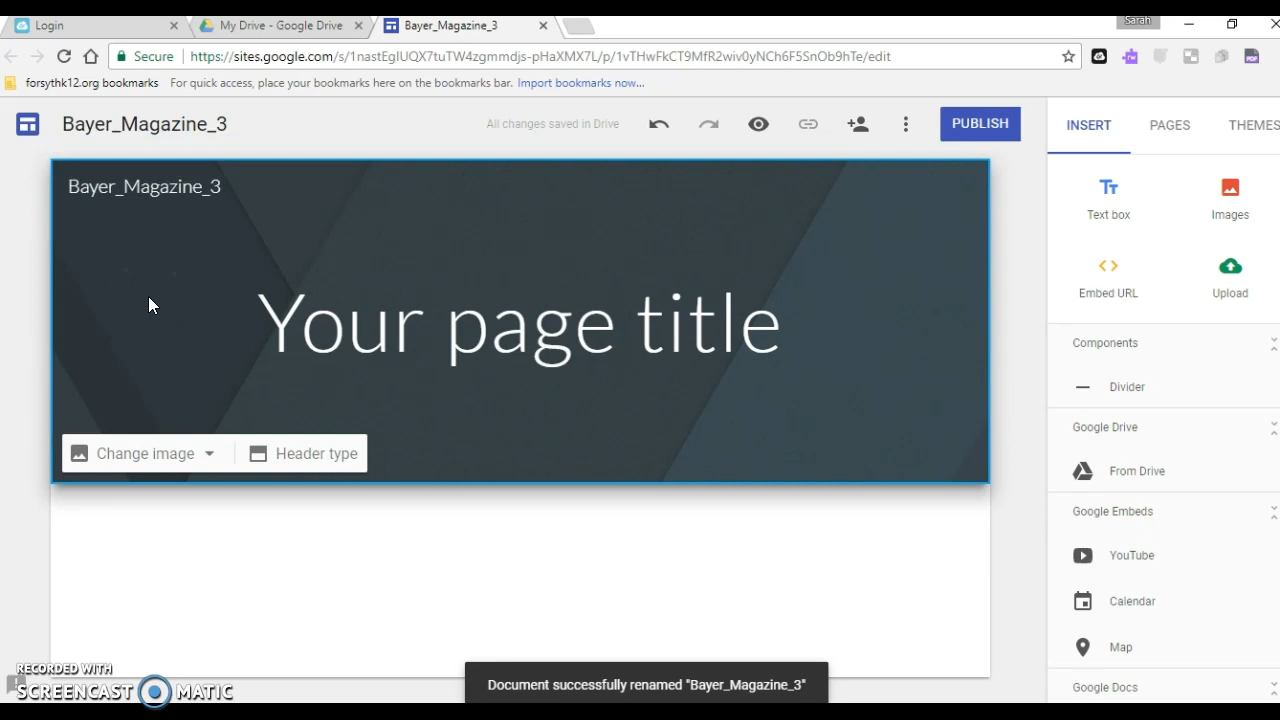 Login
My Drive - Google Drive
Bayer_Magazine_3
Sarah
Secure
https://sites.google.com/s/1nastEgIUQX7tuTW4zgmmdjs-pHaXMX7L/p/1vTHwFkCT9MfR2wiv0yNCh6F5SnOb9hTe/edit
forsythk12.org bookmarks
For quick access, place your bookmarks here on the bookmarks bar. Import bookmarks now...
Bayer_Magazine_3
All changes saved in Drive
PUBLISH
INSERT
PAGES
THEMES
Bayer_Magazine_3
Your page title
Change image
Header type
Text box
Images
Embed URL
Upload
Components
Divider
Google Drive
From Drive
Google Embeds
YouTube
Calendar
Map
Google Docs
Document successfully renamed "Bayer_Magazine_3"
RECORDED WITH
SCREENCAST MATIC